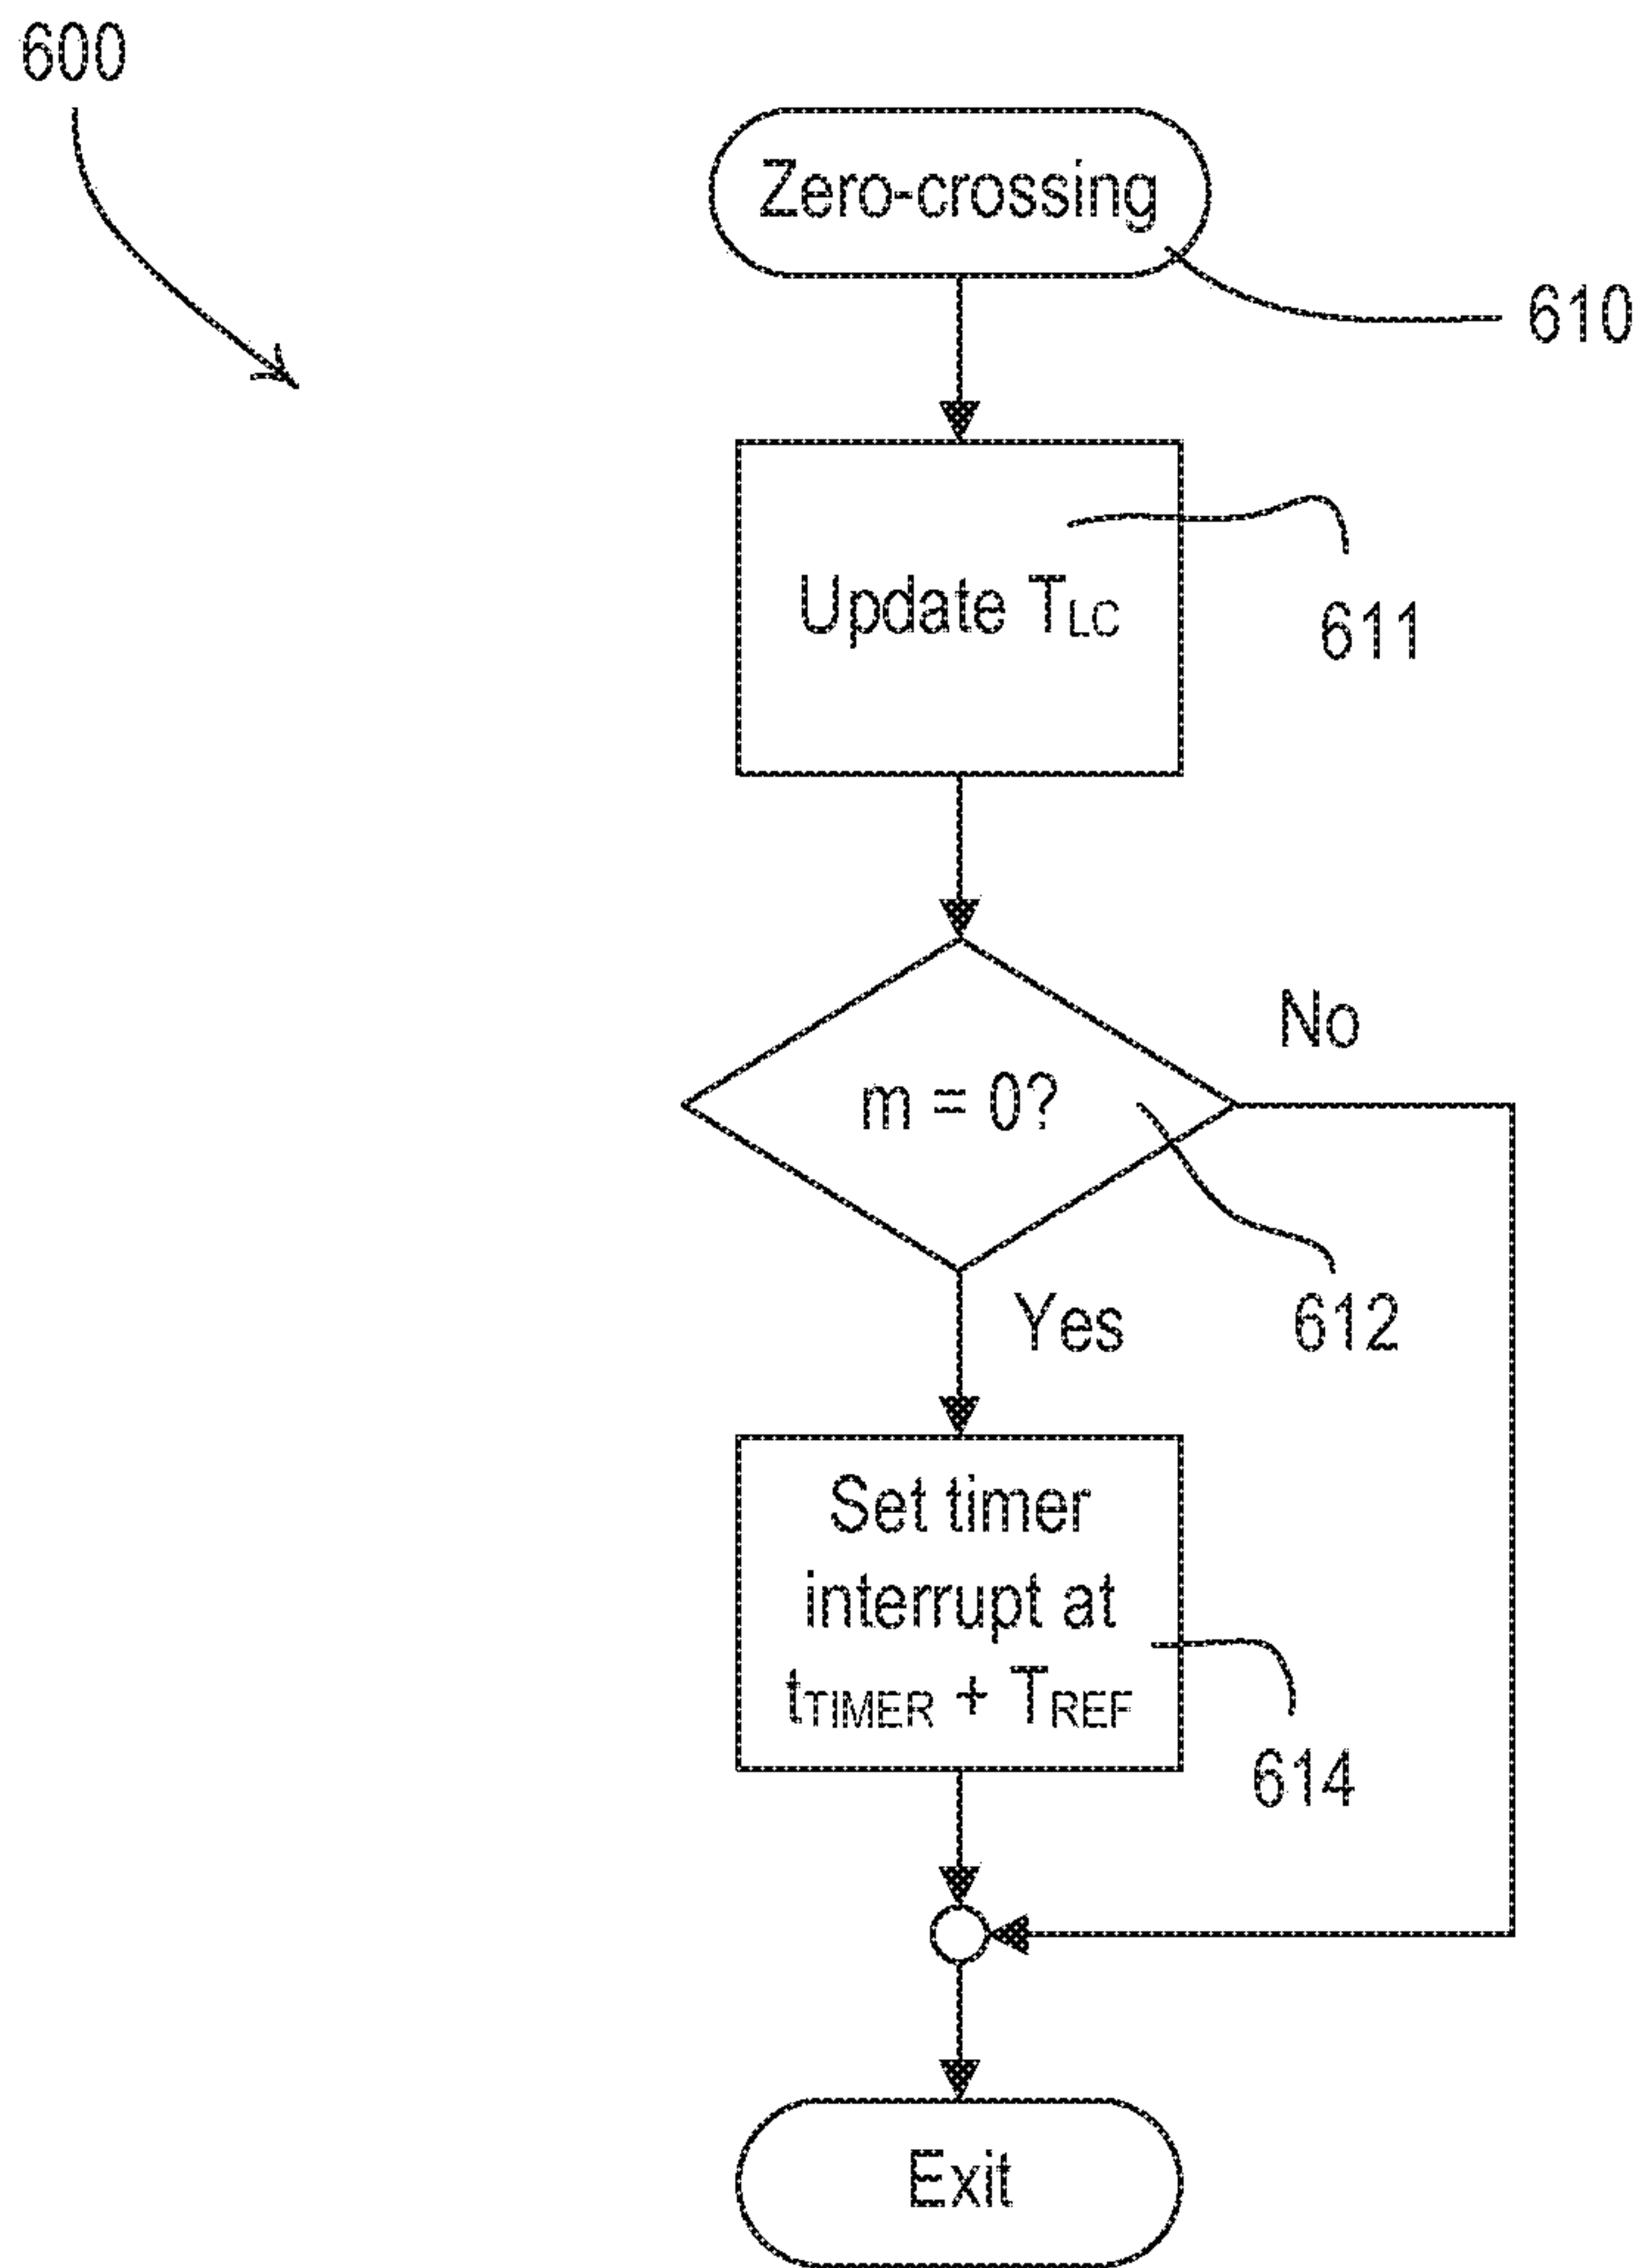 600
Zero-crossing
610
Update TLC
611
No
m = 0?
Yes
612
Set timer
interrupt at
tTIMER + TREF
614
Exit